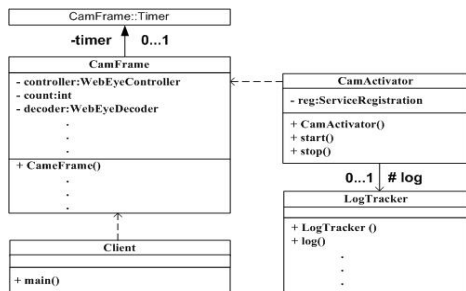 CamFrame::Timer
-timer 0...1
CamFrame
- controller:WebEyeController
- count:int
- decoder:WebEyeDecoder
.
.
.
+ CameFrame()
.
.
.
Client
+ main()
CamActivator
- reg:ServiceRegistration
+ CamActivator()
+ start()
+ stop()
0...1 # log
LogTracker
+ LogTracker ()
+ log()
.
.
.